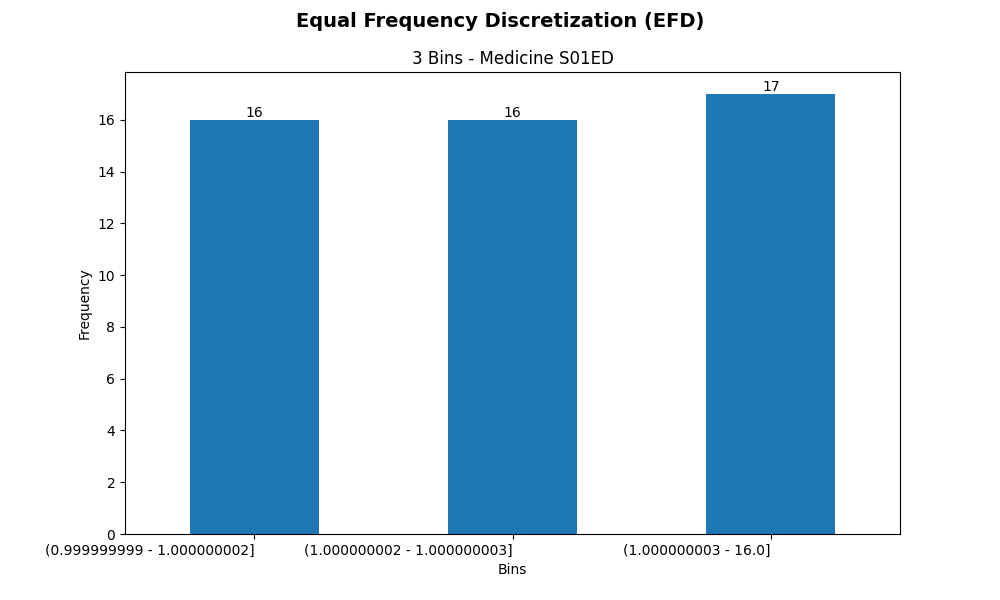 Equal Frequency Discretization (EFD)
3 Bins - Medicine S01ED
16
16
17
16
14
12
10
8
6
4
2
0
Frequency
(0.999999999 - 1.000000002]
(1.000000002 - 1.000000003]
(1.000000003 - 16.0]
Bins